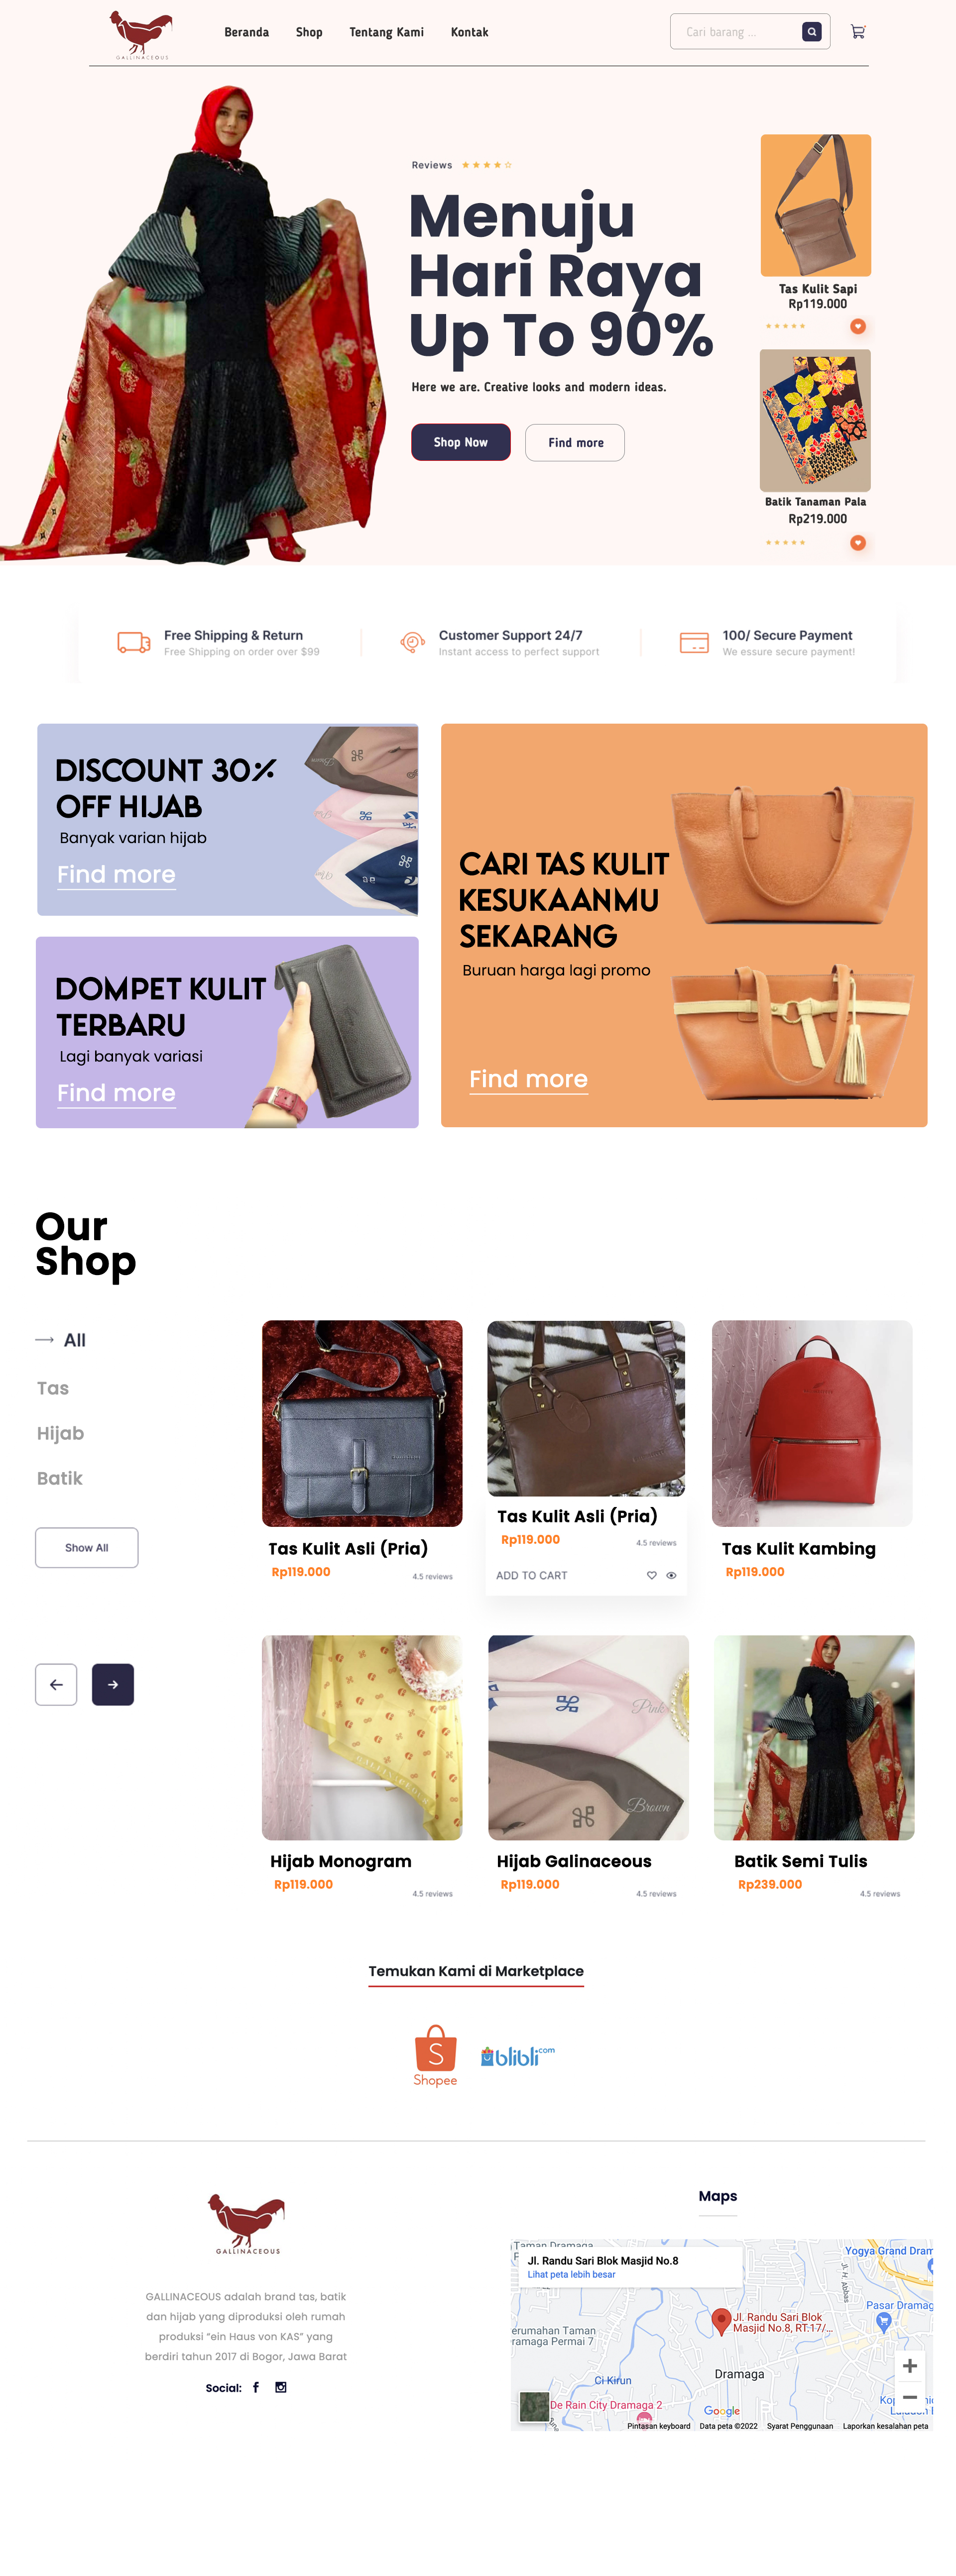 GALLINACEOUS
Beranda
Shop
Tentang Kami
Kontak
Cari barang ...
Reviews
Menuju
Hari Raya
Up To 90%
Here we are. Creative looks and modern ideas.
Shop Now
Find more
Tas Kulit Sapi
Rp119.000
Batik Tanaman Pala
Rp219.000
Free Shipping & Return
Free Shipping on order over $99
Customer Support 24/7
Instant access to perfect support
100/ Secure Payment
We essure secure payment!
DISCOUNT 30%
OFF HIJAB
Banyak varian hijab
Find more
DOMPET KULIT
TERBARU
Lagi banyak variasi
Find more
CARI TAS KULIT
KESUKAANMU
SEKARANG
Buruan harga lagi promo
Find more
Our
Shop
All
Tas
Hijab
Batik
Show All
Tas Kulit Asli (Pria)
Rp119.000
4.5 reviews
Tas Kulit Asli (Pria)
Rp119.000
4.5 reviews
ADD TO CART
Tas Kulit Kambing
Rp119.000
Pink
Brown
Hijab Monogram
Rp119.000
4.5 reviews
Hijab Galinaceous
Rp119.000
4.5 reviews
Batik Semi Tulis
Rp239.000
4.5 reviews
Temukan Kami di Marketplace
Shopee
blibli.com
GALLINACEOUS
GALLINACEOUS adalah brand tas, batik
dan hijab yang diproduksi oleh rumah
produksi “ein Haus von KAS” yang
berdiri tahun 2017 di Bogor, Jawa Barat
Social:
Maps
Taman Dramaga
Jl. Randu Sari Blok Masjid No.8
Lihat peta lebih besar
Yogya Grand Dram
Jl. H. Abbas
Pasar Dramag
Jl. Randu Sari Blok
Masjid No.8, RT.17/...
erumahan Taman
ramaga Permai 7
Ci Kirun
Dramaga
De Rain City Dramaga 2
Google
Pintasan keyboard
Data peta ©2022
Syarat Penggunaan
Laporkan kesalahan peta